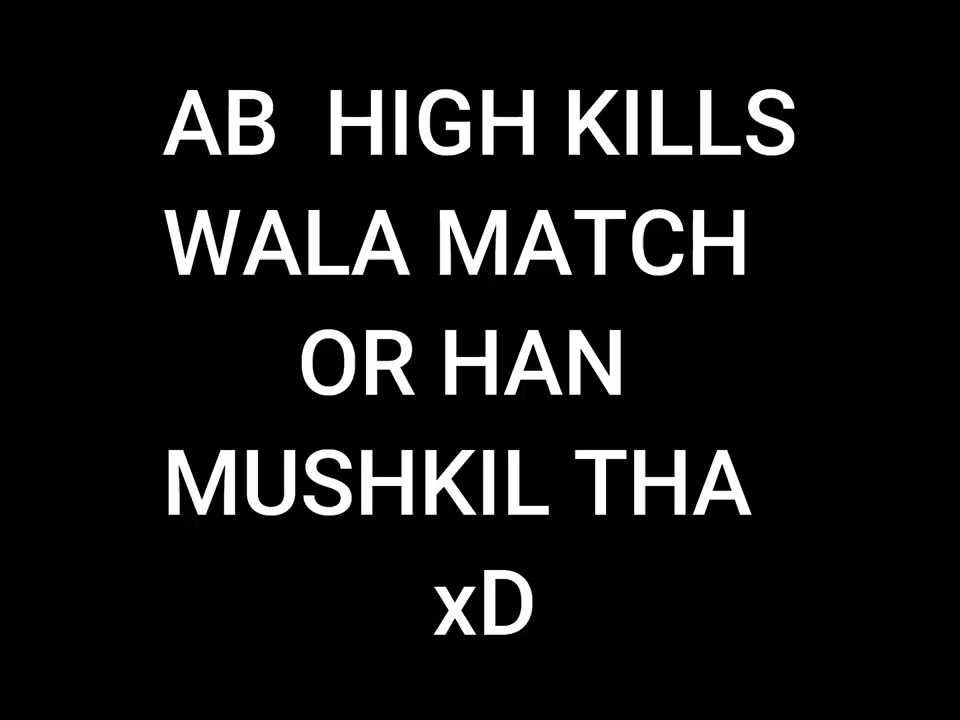 AB  HIGH KILLS
WALA MATCH
OR HAN
MUSHKIL THA
xD